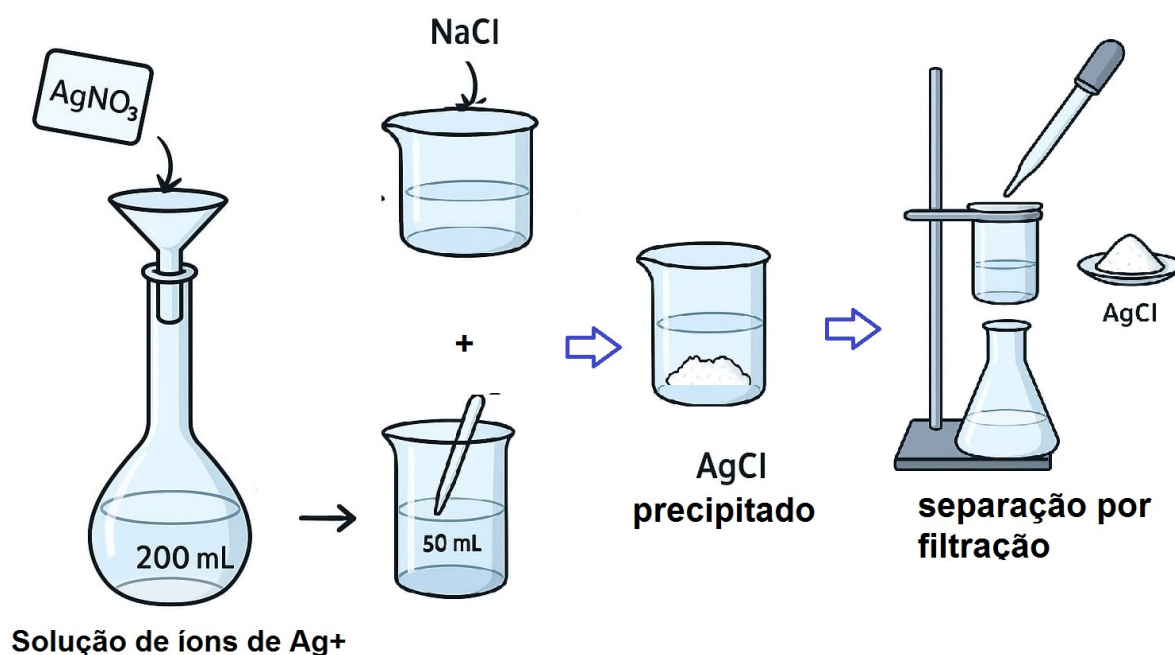 AgNO₃
NaCl
200 mL
Solução de íons de Ag+
+
50 mL
AgCl
precipitado
AgCl
separação por
filtração